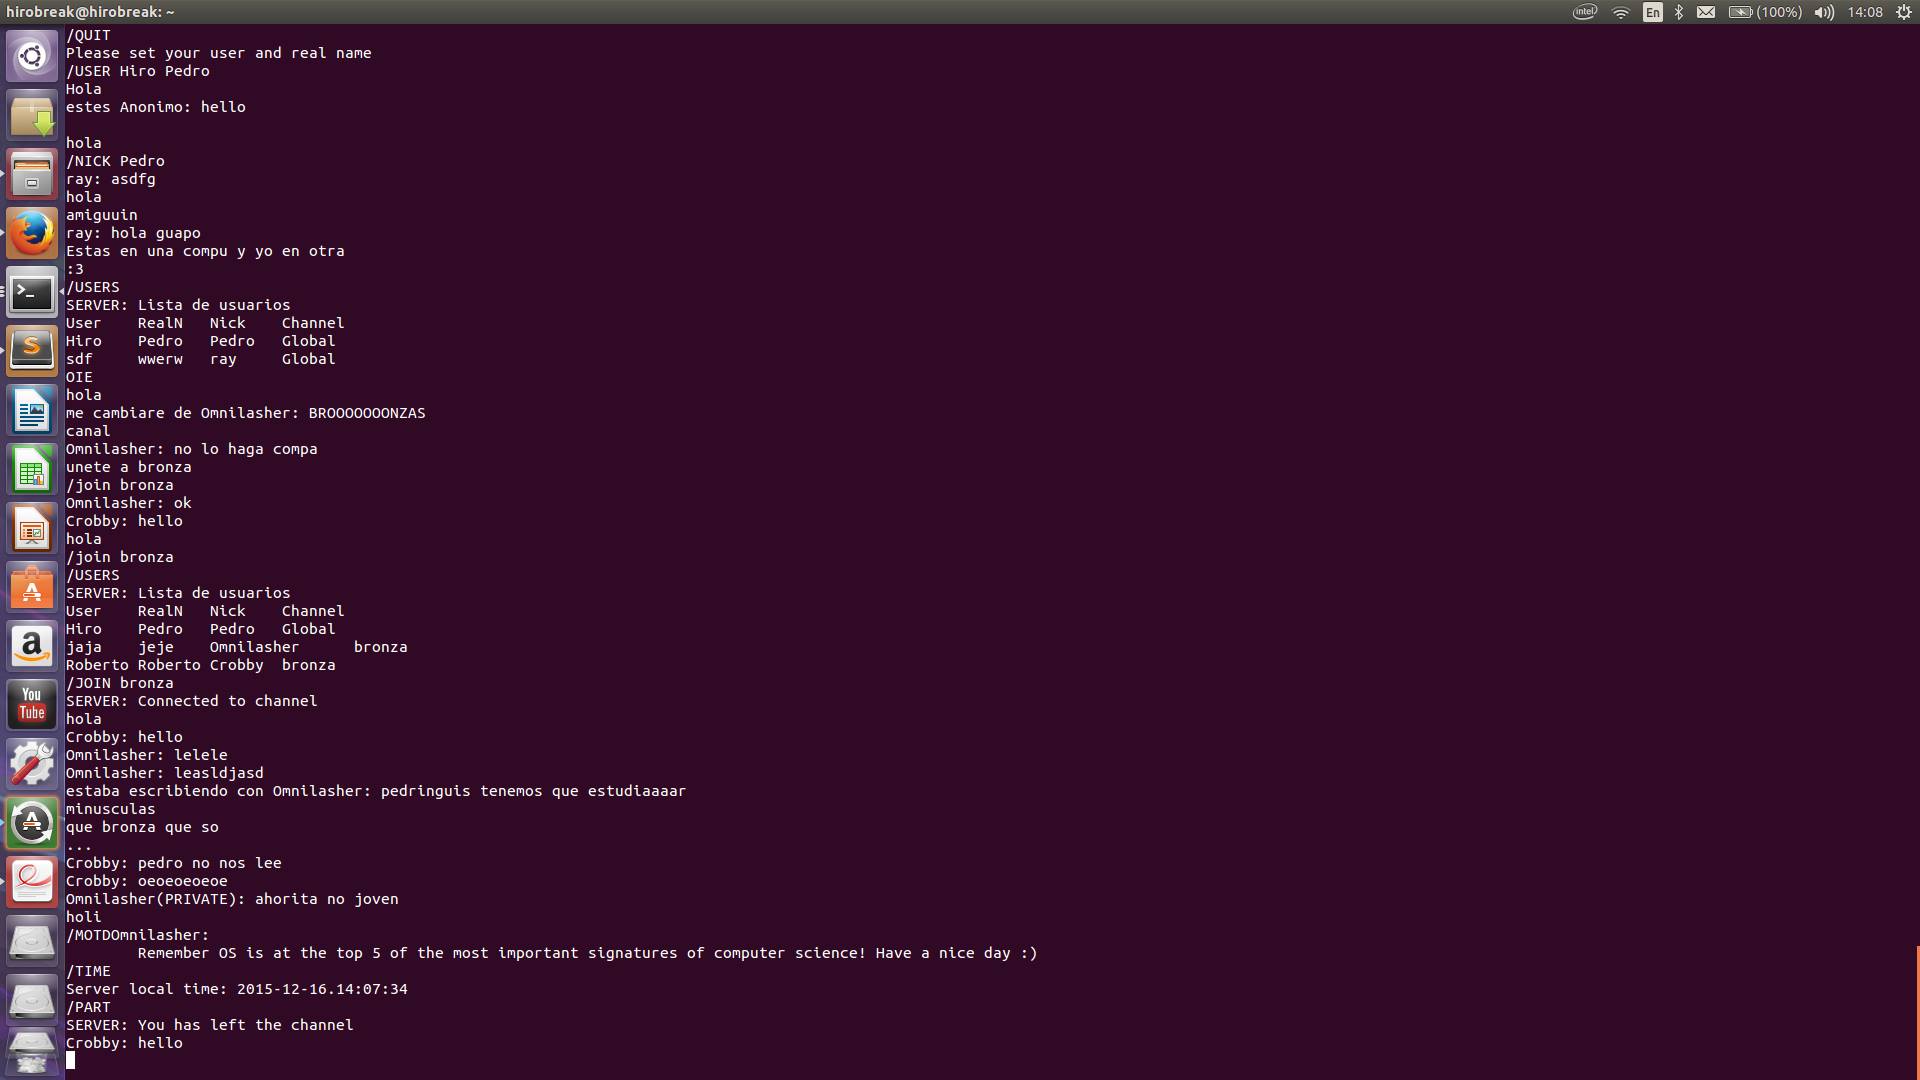 hirobreak@hirobreak: ~
intel
En
(100%)
14:08
/QUIT
Please set your user and real name
/USER Hiro Pedro
Hola
estes Anonimo: hello
hola
/NICK Pedro
ray: asdfg
hola
amiguuin
ray: hola guapo
Estas en una compu y yo en otra
:3
/USERS
SERVER: Lista de usuarios
User RealN Nick Channel
Hiro Pedro Pedro Global
sdf wwerw ray Global
OIE
hola
me cambiare de Omnilasher: BROOOOOOONZAS
canal
Omnilasher: no lo haga compa
unete a bronza
/join bronza
Omnilasher: ok
Crobby: hello
hola
/join bronza
/USERS
SERVER: Lista de usuarios
User RealN Nick Channel
Hiro Pedro Pedro Global
jaja jeje Omnilasher bronza
Roberto Roberto Crobby bronza
/JOIN bronza
SERVER: Connected to channel
hola
Crobby: hello
Omnilasher: lelele
Omnilasher: leasldjasd
estaba escribiendo con Omnilasher: pedringuis tenemos que estudiaaaar
minusculas
que bronza que so
...
Crobby: pedro no nos lee
Crobby: oeoeoeoeoe
Omnilasher(PRIVATE): ahorita no joven
holi
/MOTDOmnilasher:
Remember OS is at the top 5 of the most important signatures of computer science! Have a nice day :)
/TIME
Server local time: 2015-12-16.14:07:34
/PART
SERVER: You has left the channel
Crobby: hello
S
A
a
You
Tube
A